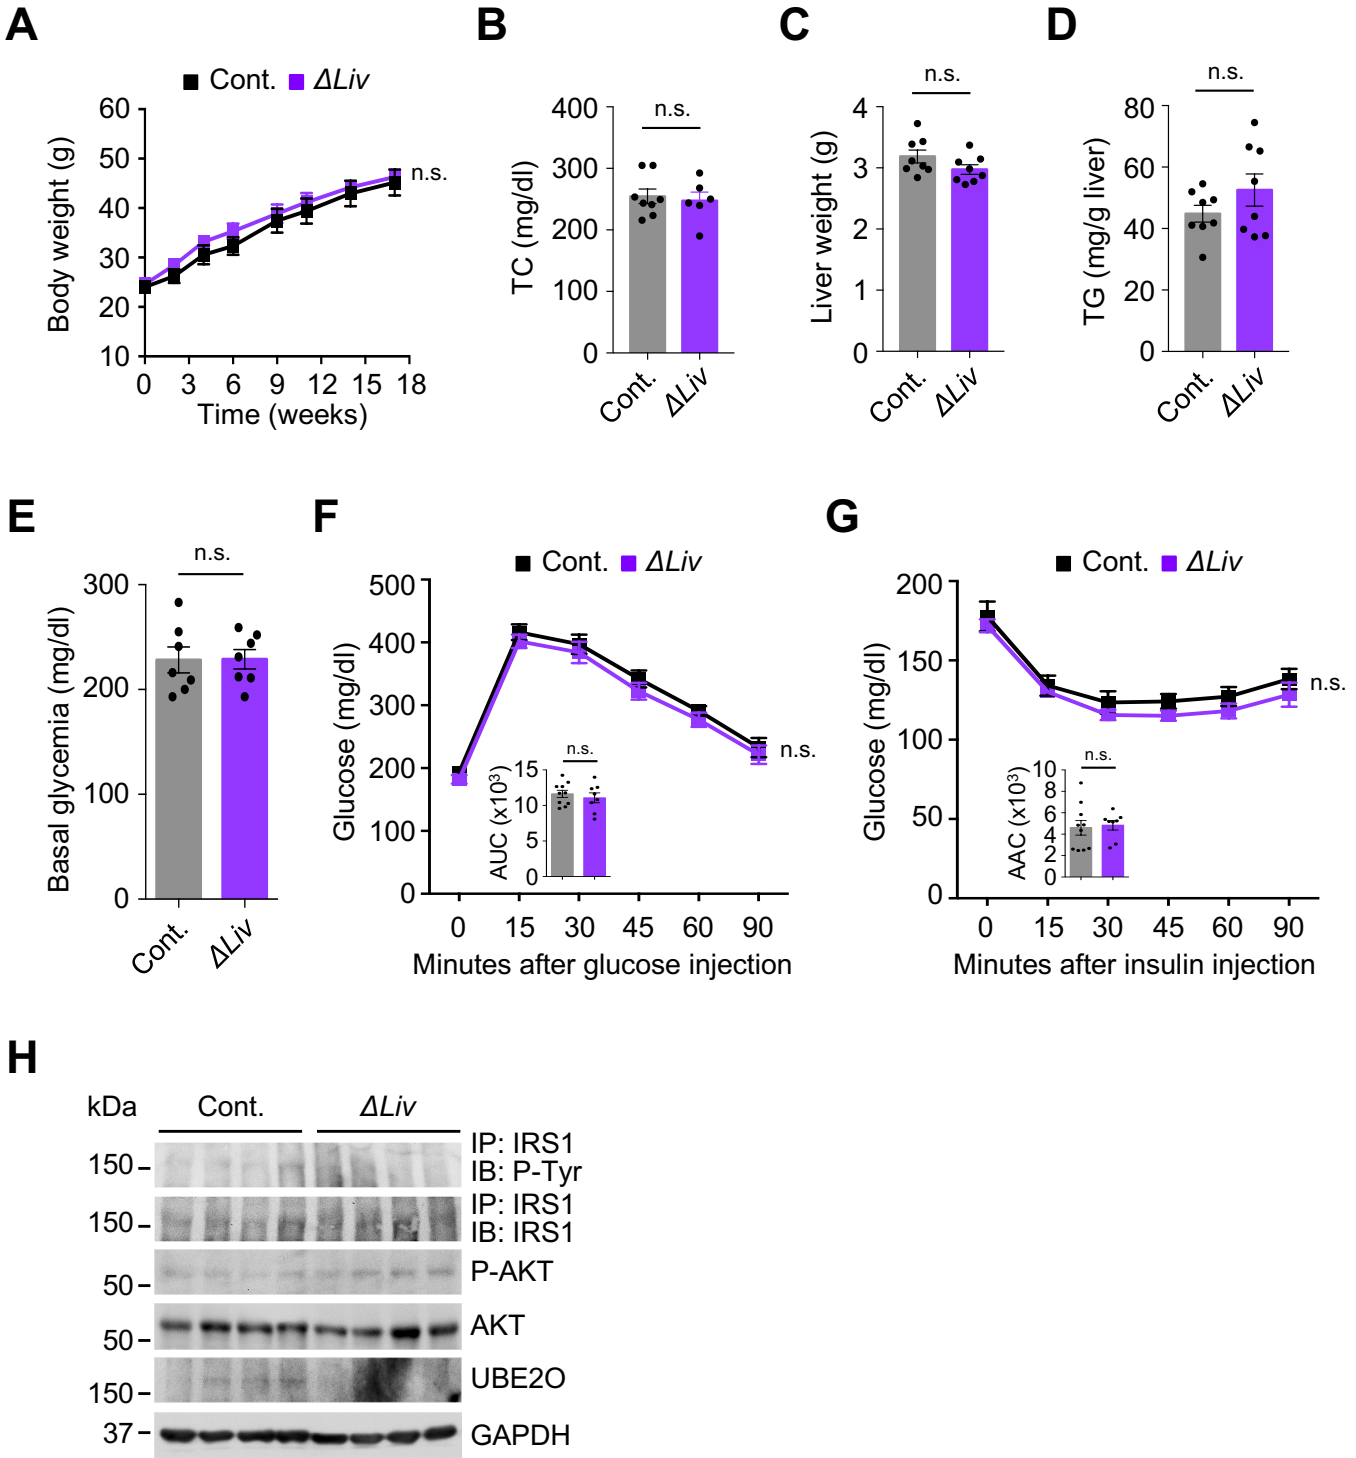 A
Cont. ΔLiv
Body weight (g)
60
50
40
30
20
10
n.s.
0 3 6 9 12 15 18
Time (weeks)
B
n.s.
TC (mg/dl)
400
300
200
100
0
Cont. ΔLiv
C
n.s.
Liver weight (g)
4
3
2
1
0
Cont. ΔLiv
D
n.s.
TG (mg/g liver)
80
60
40
20
0
Cont. ΔLiv
E
n.s.
Basal glycemia (mg/dl)
300
200
100
0
Cont. ΔLiv
F
Cont. ΔLiv
Glucose (mg/dl)
500
400
300
200
100
0
n.s.
n.s.
AUC (x10³)
15
10
5
0
0 15 30 45 60 90
Minutes after glucose injection
G
Cont. ΔLiv
Glucose (mg/dl)
200
150
100
50
0
n.s.
n.s.
AAC (x10³)
10
8
6
4
2
0
0 15 30 45 60 90
Minutes after insulin injection
H
kDa Cont. ΔLiv
IP: IRS1
150 IB: P-Tyr
IP: IRS1
150 IB: IRS1
P-AKT
50
AKT
50
UBE2O
150
37 GAPDH